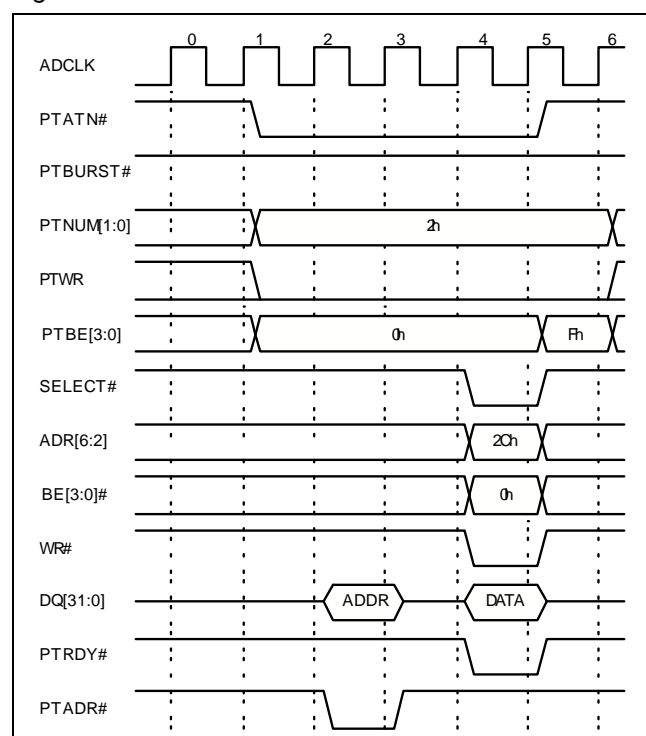 0 1 2 3 4 5 6
ADCLK
PTATN#
PTBURST#
PTNUM[1:0] 2h
PTWR
PTBE[3:0] 0h Fh
SELECT#
ADR[6:2] 2Ch
BE[3:0]# 0h
WR#
DQ[31:0] ADDR DATA
PTRDY#
PTADR#